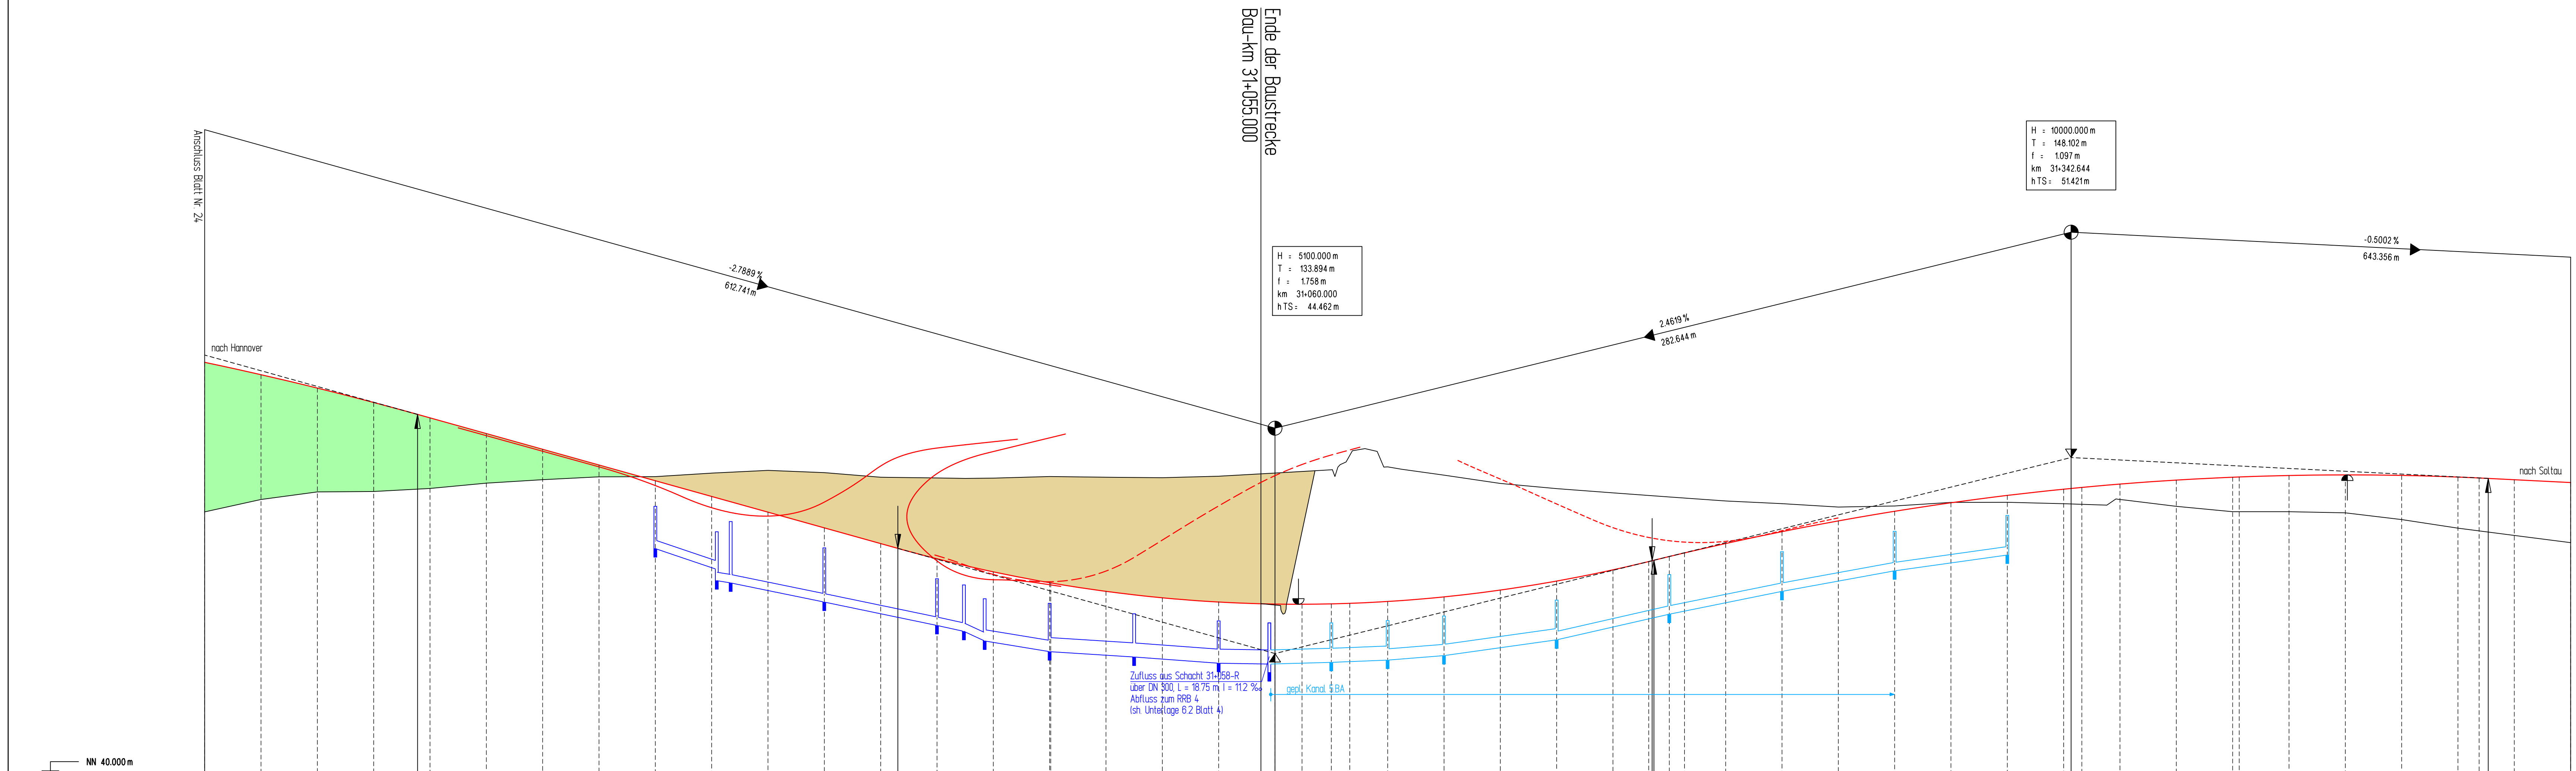 Ende der Baustrecke
Bau-km 31+055.000
Anschluss Blatt Nr. 24
H = 10000.000 m
T = 148.102 m
f = 1.097 m
km 31+342.644
h TS = 51.421 m
-0.5002 %
643.356 m
H = 5100.000 m
T = 133.894 m
f = 1.758 m
km 31+060.000
h TS = 44.462 m
-2.7889 %
612.741 m
2.4619 %
282.644 m
nach Hannover
nach Soltau
Zufluss aus Schacht 31+058-R
über DN 300, L = 18.75 m, I = 11.2 ‰
Abfluss zum RRB 4
(sh. Unterlage 6.2 Blatt 4)
gepl. Kanal 5.BA
NN 40.000 m